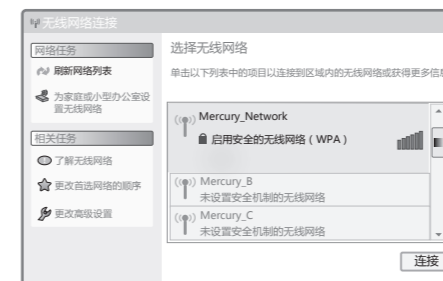 无线网络连接
网络任务
刷新网络列表
为家庭或小型办公室设
置无线网络
相关任务
了解无线网络
更改首选网络的顺序
更改高级设置
选择无线网络
单击以下列表中的项目以连接到区域内的无线网络或获得更多信息
Mercury_Network
启用安全的无线网络（WPA）
Mercury_B
未设置安全机制的无线网络
Mercury_C
未设置安全机制的无线网络
连接